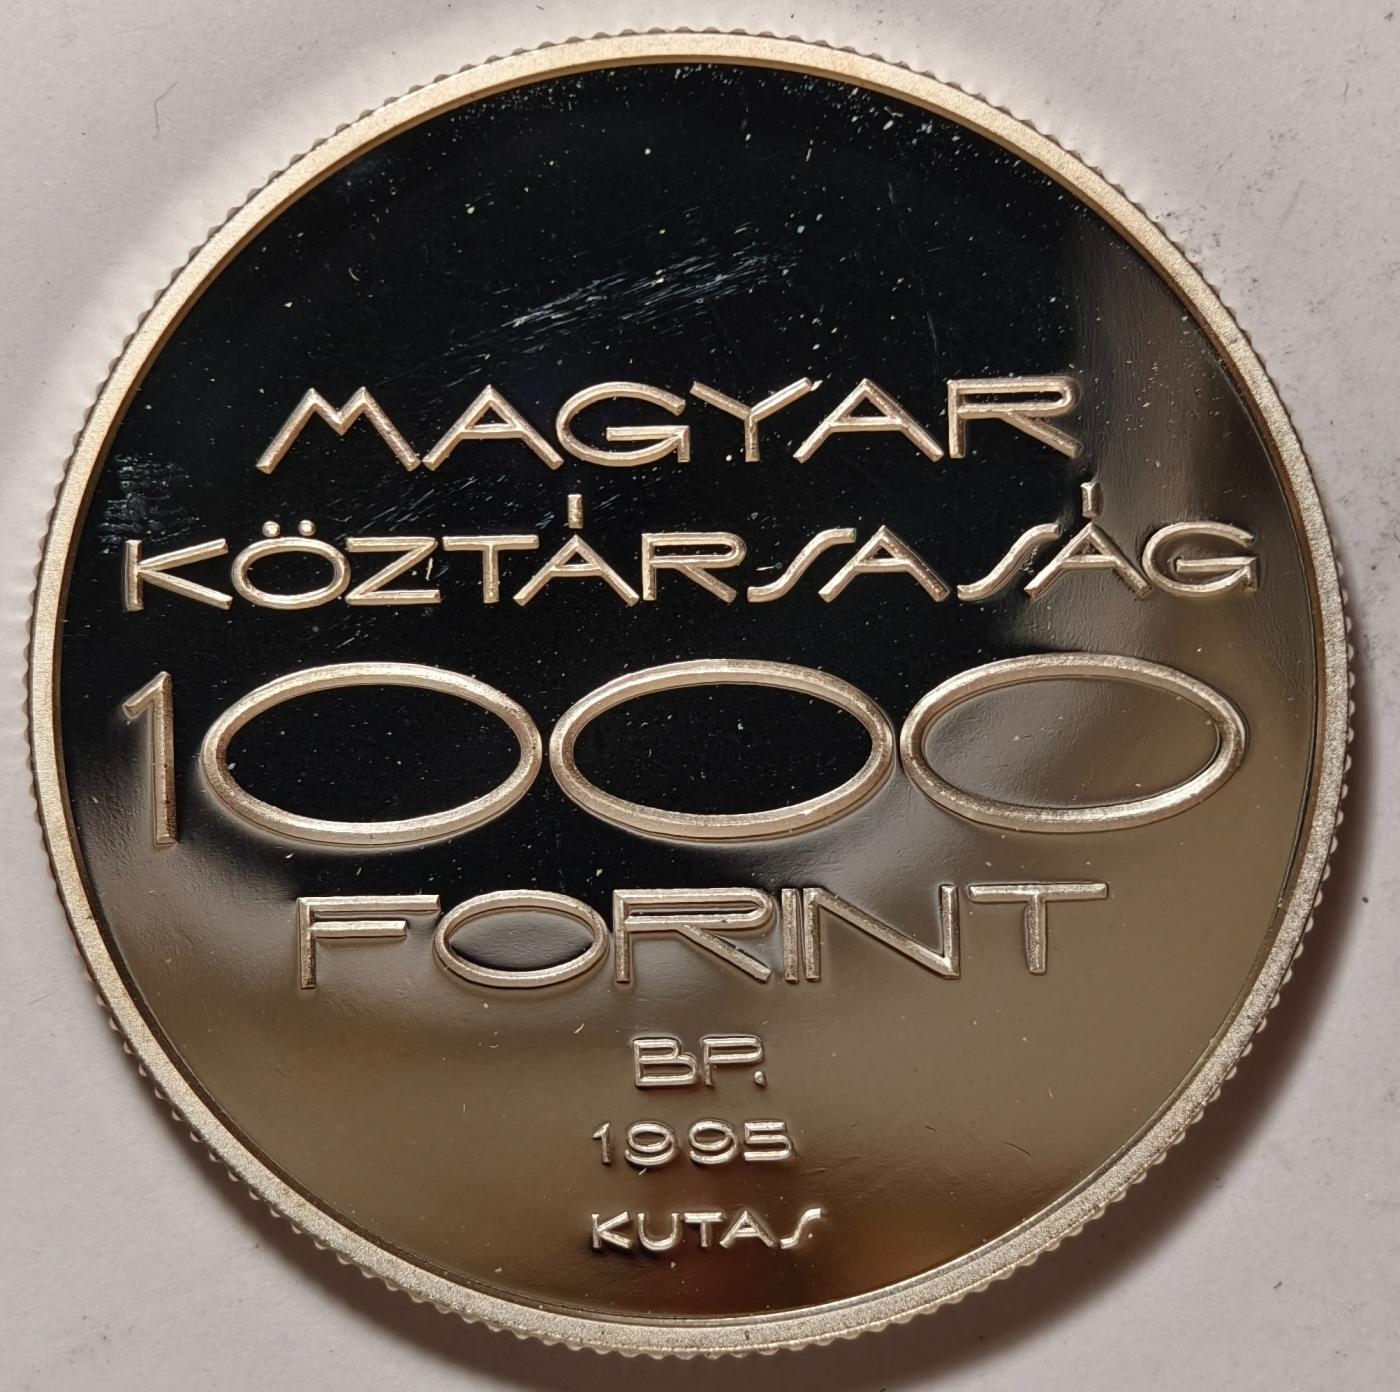 MAGYAR
KÖZTÁRSASÁG
1000
FORINT
BP.
1995
KUTAS